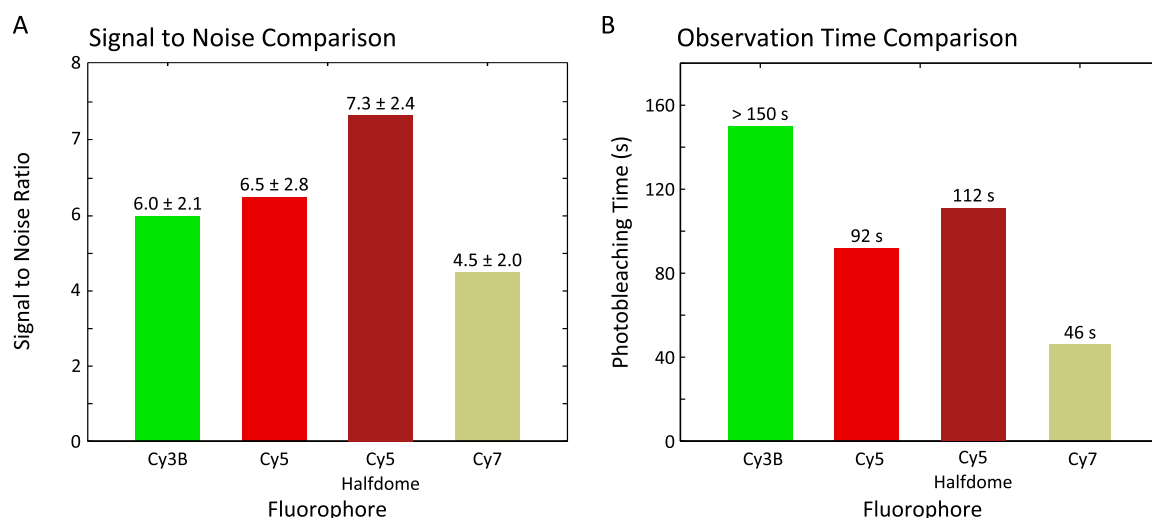 A
Signal to Noise Comparison
8
7
6
4
2
0
Signal to Noise Ratio
6.0 ± 2.1
6.5 ± 2.8
7.3 ± 2.4
4.5 ± 2.0
Cy3B
Cy5
Cy5
Halfdome
Cy7
Fluorophore
B
Observation Time Comparison
160
120
80
40
0
Photobleaching Time (s)
> 150 s
92 s
112 s
46 s
Cy3B
Cy5
Cy5
Halfdome
Cy7
Fluorophore